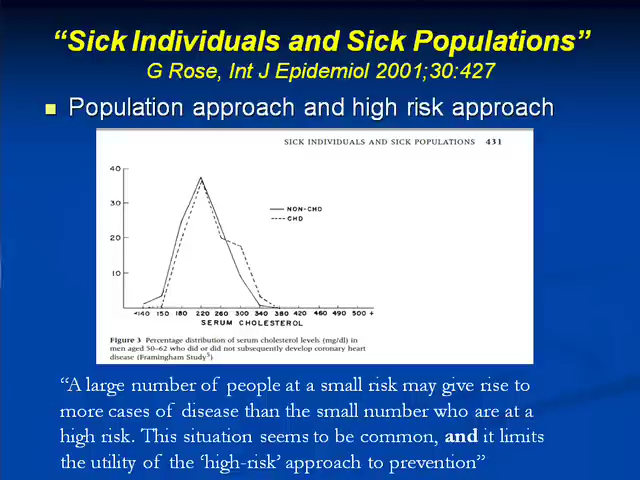 “Sick Individuals and Sick Populations”
G Rose, Int J Epidemiol 2001;30:427
Population approach and high risk approach
SICK INDIVIDUALS AND SICK POPULATIONS 431
40
30
20
10
NON-CHD
CHD
<140 150 180 220 260 300 340 380 420 460 490 500 +
SERUM CHOLESTEROL
Figure 3 Percentage distribution of serum cholesterol levels (mg/dl) in
men aged 50–62 who did or did not subsequently develop coronary heart
disease (Framingham Study⁵)
“A large number of people at a small risk may give rise to
more cases of disease than the small number who are at a
high risk. This situation seems to be common, and it limits
the utility of the ‘high-risk’ approach to prevention”